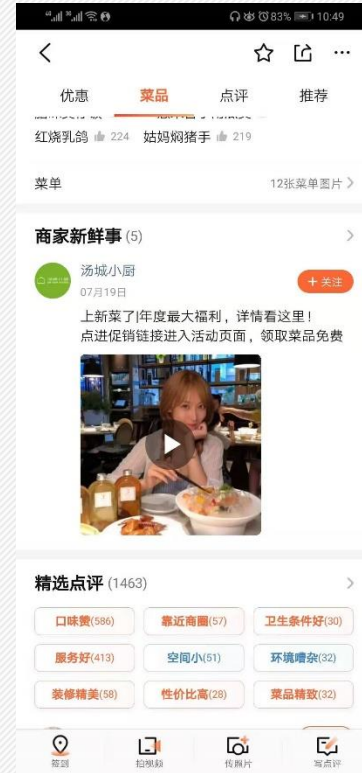 83% 10:49
优惠 菜品 点评 推荐
红烧乳鸽 224 姑妈焖猪手 219
菜单 12张菜单图片
商家新鲜事(5)
汤城小厨
07月19日
+关注
上新菜了|年度最大福利，详情看这里！
点进促销链接进入活动页面，领取菜品免费
精选点评(1463)
口味赞(586) 靠近商圈(57) 卫生条件好(30)
服务好(413) 空间小(51) 环境嘈杂(32)
装修精美(58) 性价比高(28) 菜品精致(32)
签到 拍视频 传照片 写点评